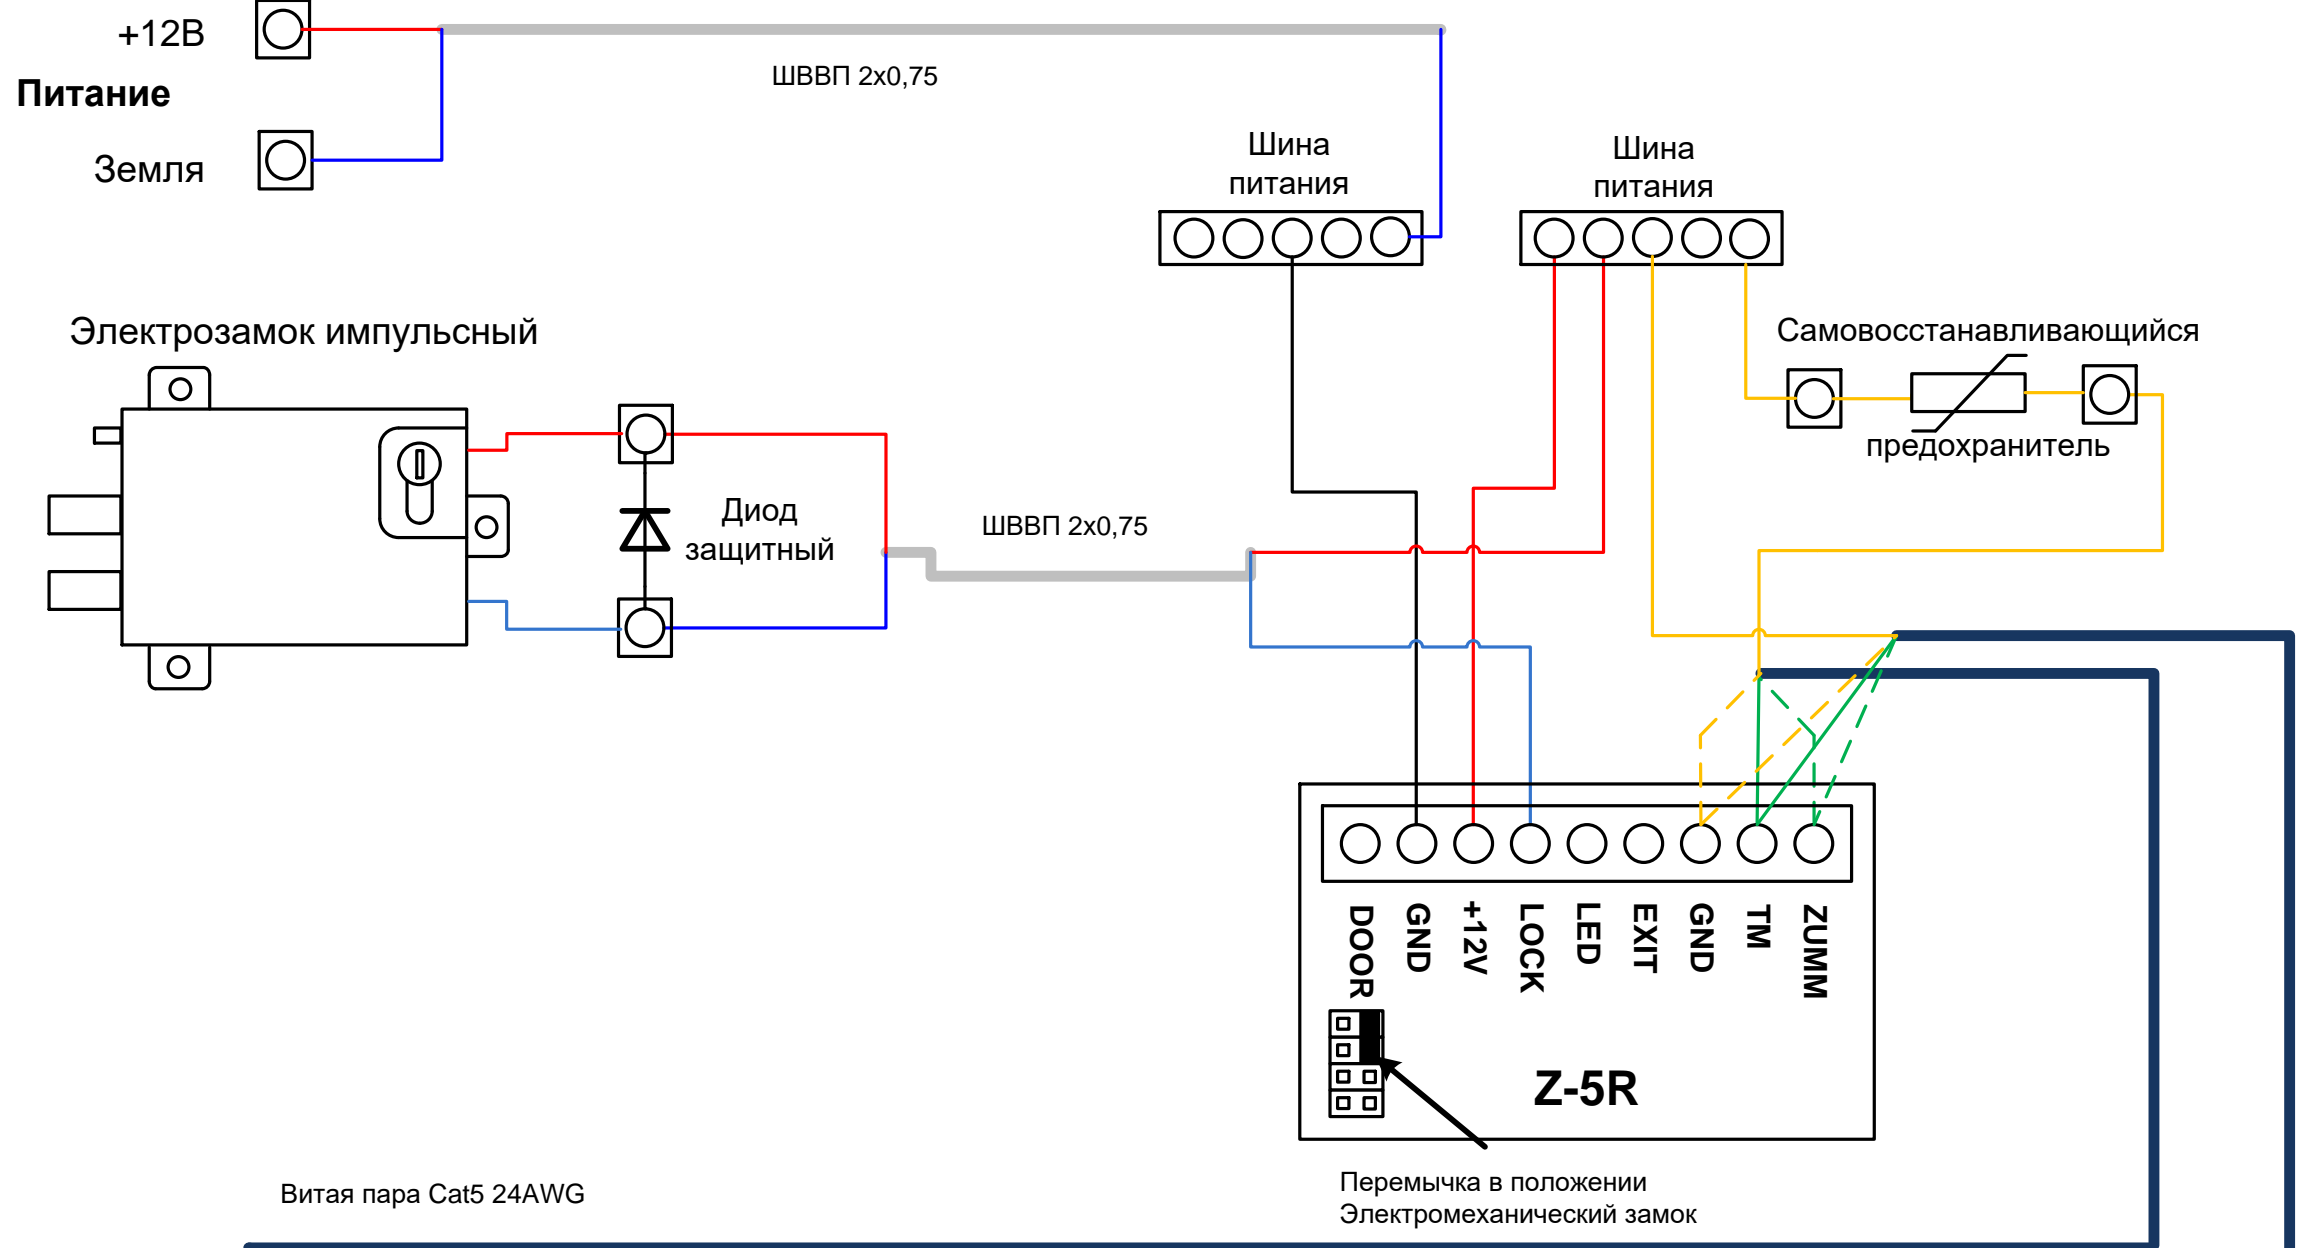 +12В
Питание
Земля
ШВВП 2х0,75
Шина
питания
Шина
питания
Электрозамок импульсный
Самовосстанавливающийся
предохранитель
Диод
защитный
ШВВП 2х0,75
DOOR
GND
+12V
LOCK
LED
EXIT
GND
TM
ZUMM
Z-5R
Перемычка в положении
Электромеханический замок
Витая пара Cat5 24AWG